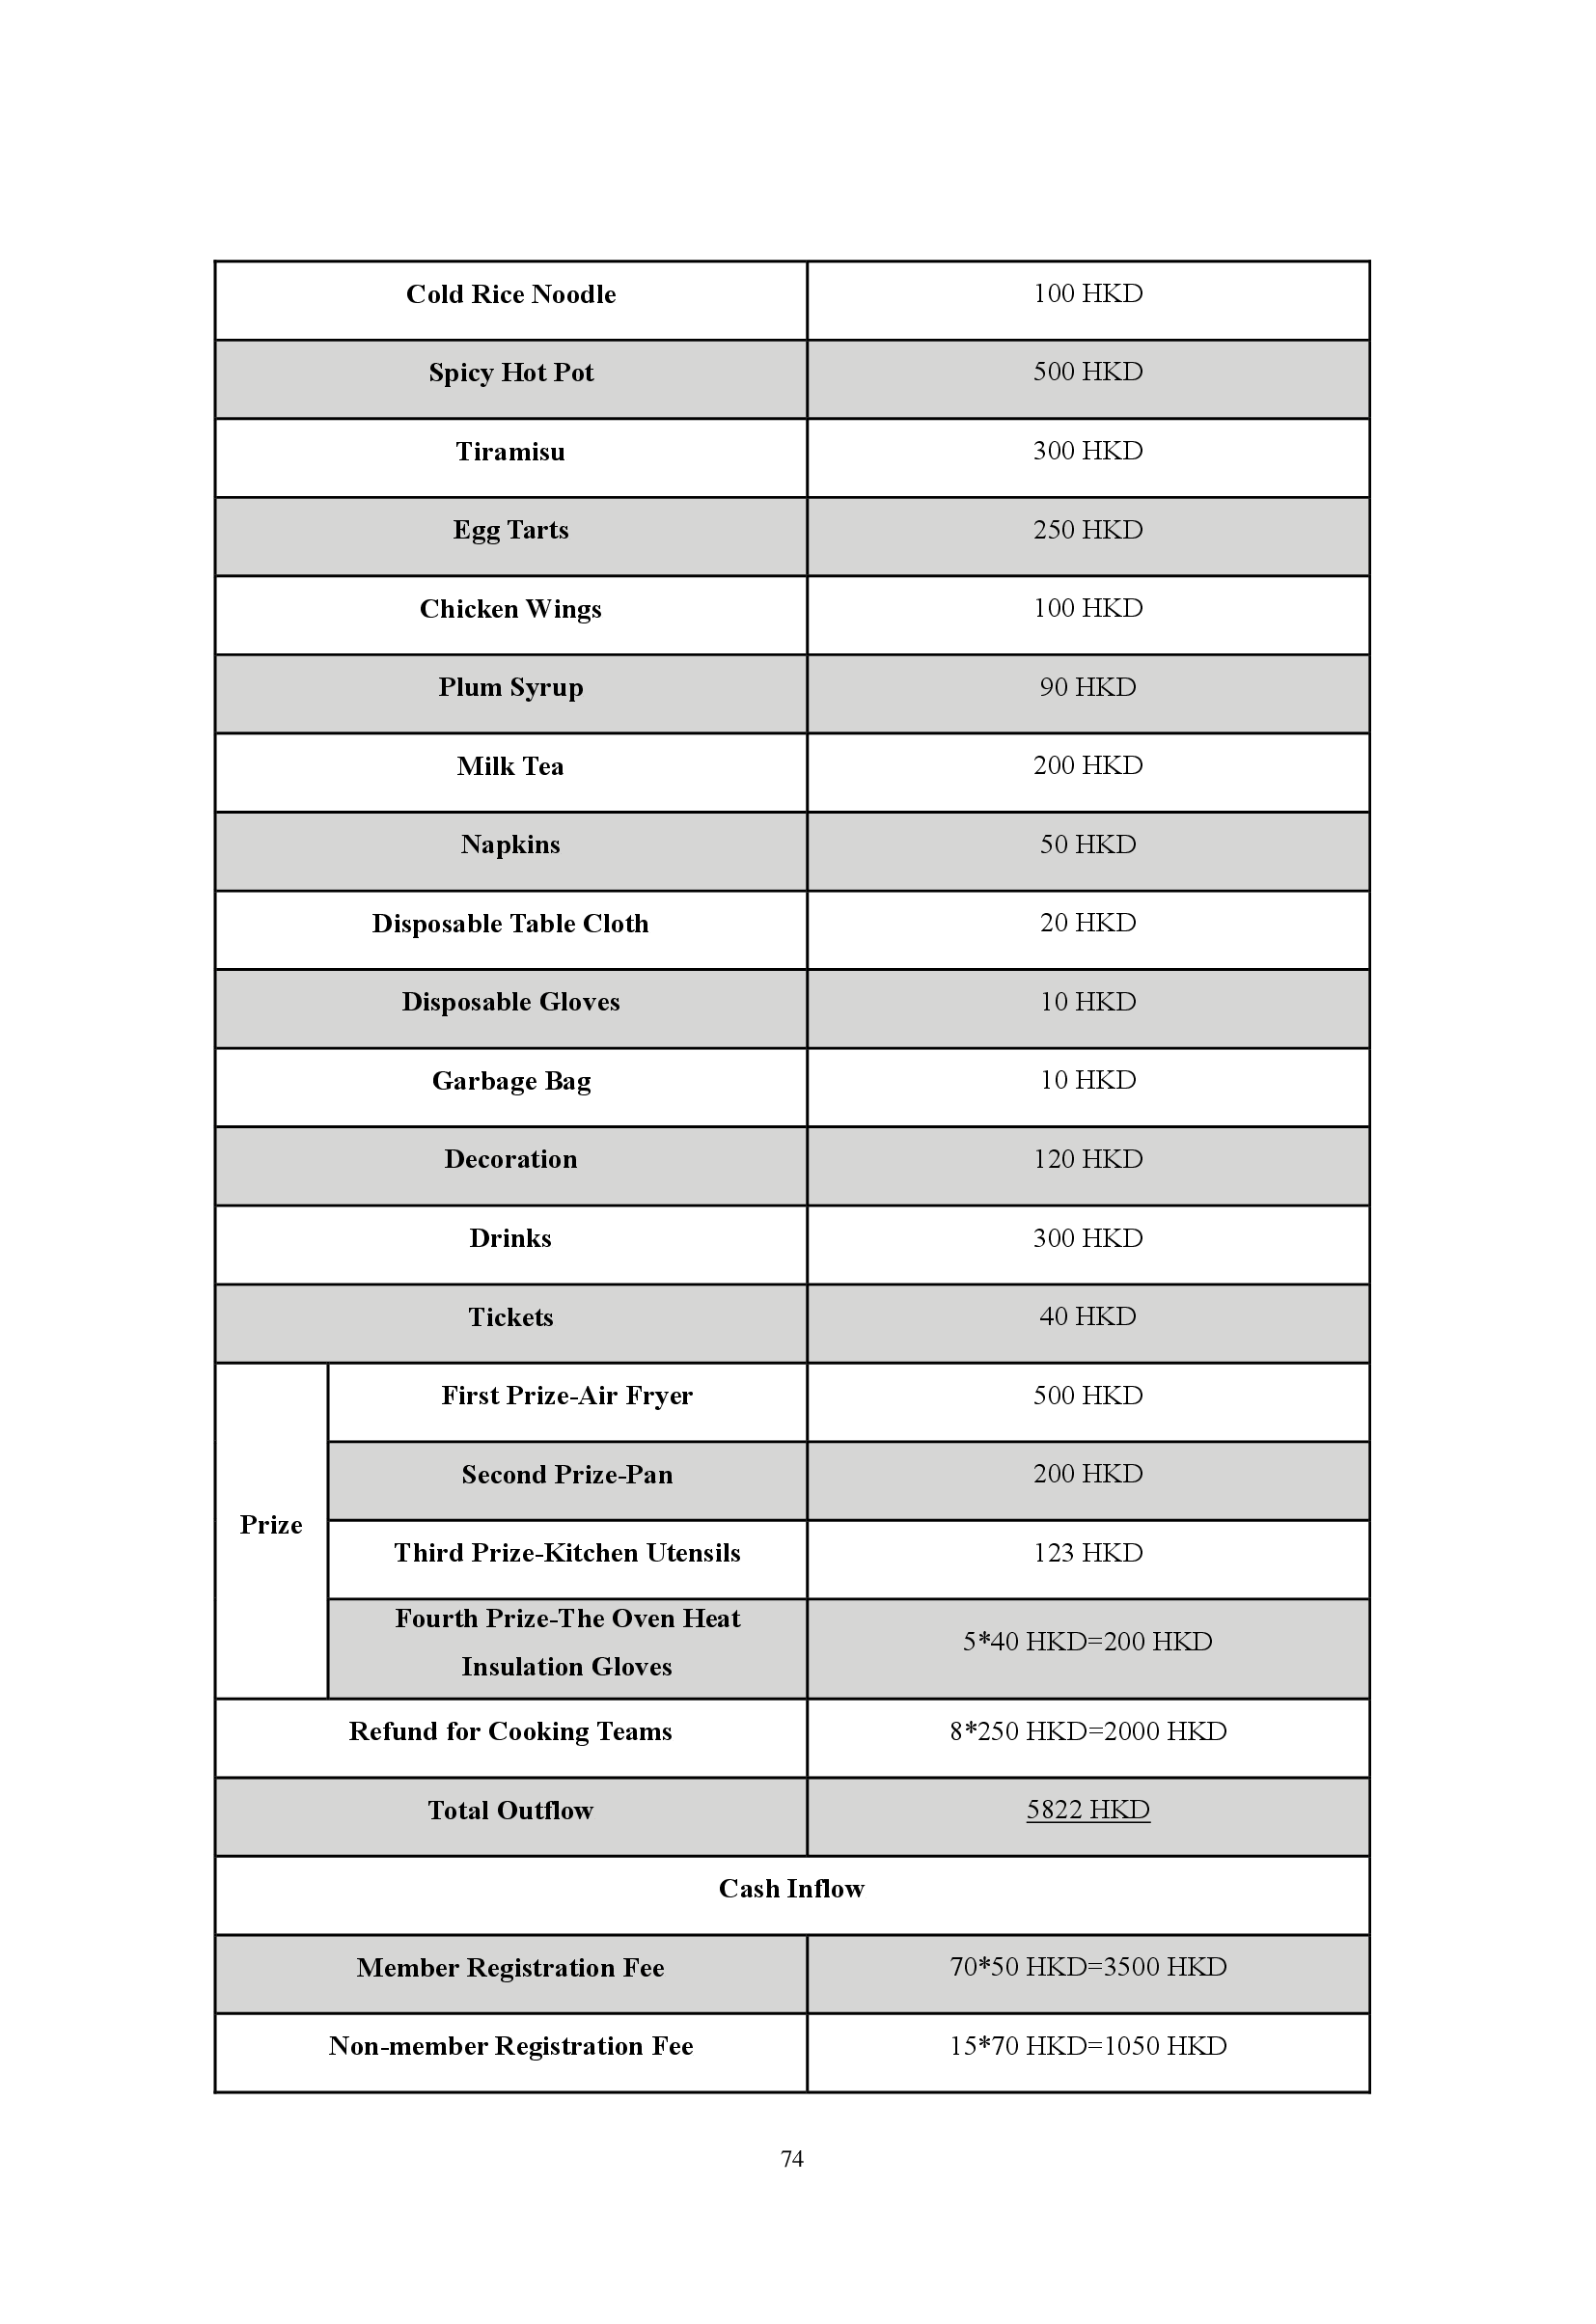 Cold Rice Noodle 100 HKD
Spicy Hot Pot 500 HKD
Tiramisu 300 HKD
Egg Tarts 250 HKD
Chicken Wings 100 HKD
Plum Syrup 90 HKD
Milk Tea 200 HKD
Napkins 50 HKD
Disposable Table Cloth 20 HKD
Disposable Gloves 10 HKD
Garbage Bag 10 HKD
Decoration 120 HKD
Drinks 300 HKD
Tickets 40 HKD
Prize
First Prize-Air Fryer 500 HKD
Second Prize-Pan 200 HKD
Third Prize-Kitchen Utensils 123 HKD
Fourth Prize-The Oven Heat
Insulation Gloves
5*40 HKD=200 HKD
Refund for Cooking Teams 8*250 HKD=2000 HKD
Total Outflow 5822 HKD
Cash Inflow
Member Registration Fee 70*50 HKD=3500 HKD
Non-member Registration Fee 15*70 HKD=1050 HKD
74